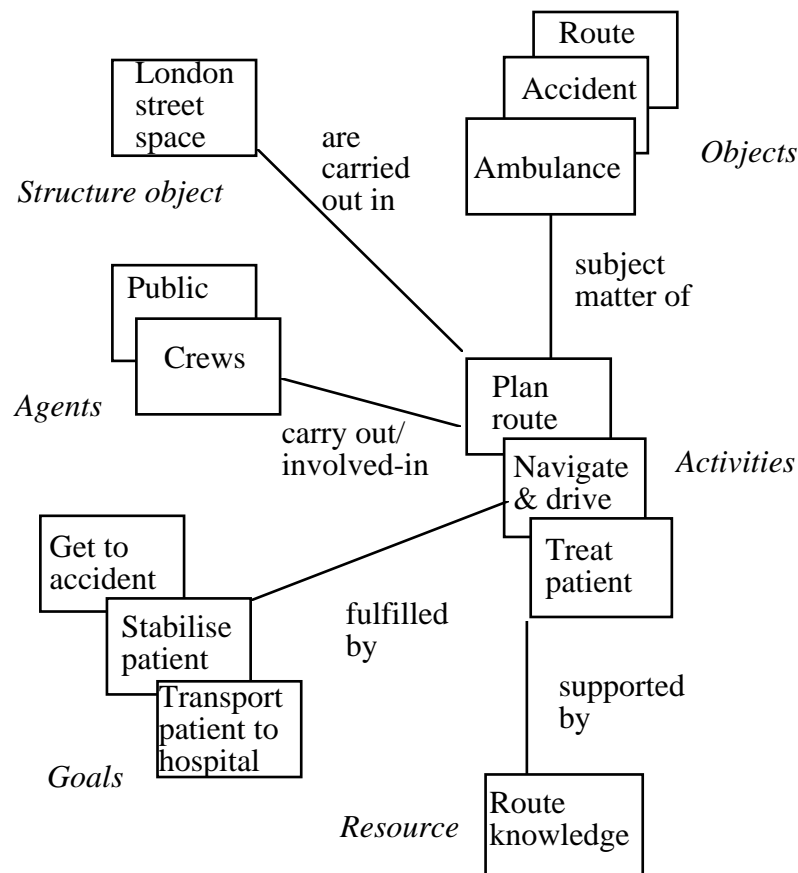 Route
Accident
Ambulance
Objects
London
street
space
Structure object
are
carried
out in
subject
matter of
Public
Crews
Agents
carry out/
involved-in
Plan
route
Navigate
& drive
Treat
patient
Activities
Get to
accident
Stabilise
patient
Transport
patient to
hospital
Goals
fulfilled
by
supported
by
Resource
Route
knowledge